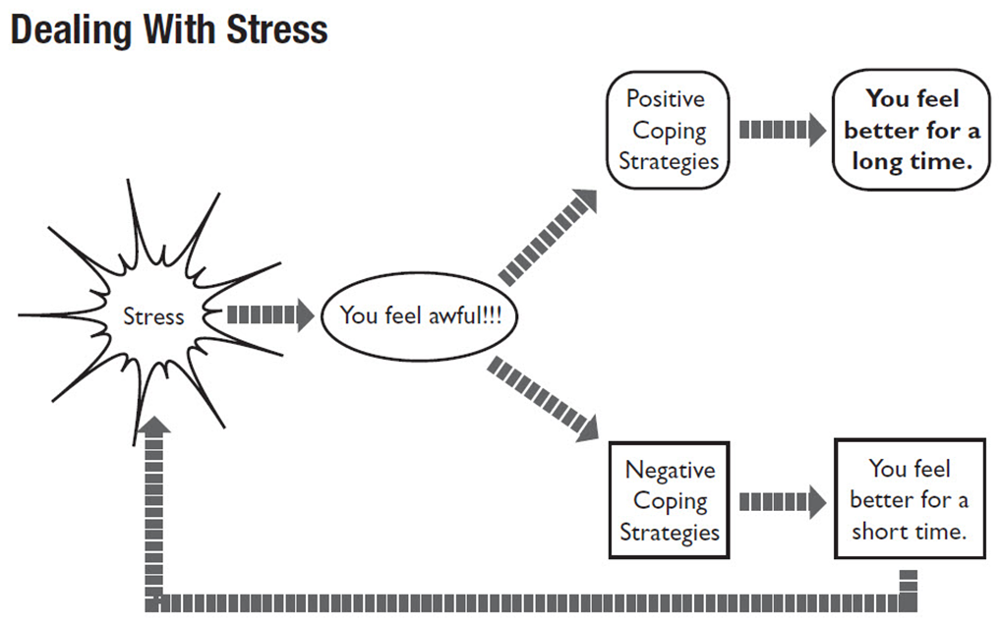 Dealing With Stress
Stress
You feel awful!!!
Positive
Coping
Strategies
You feel
better for a
long time.
Negative
Coping
Strategies
You feel
better for a
short time.